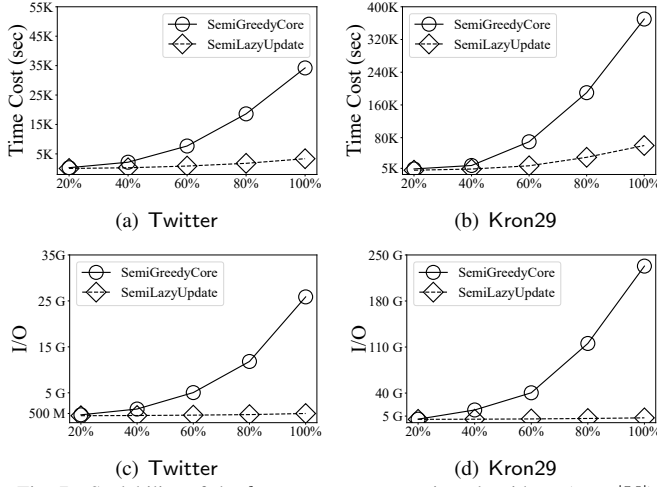 55K
45K
35K
25K
15K
5K
Time Cost (sec)
SemiGreedyCore
SemiLazyUpdate
20% 40% 60% 80% 100%
(a) Twitter
400K
320K
240K
160K
80K
5K
Time Cost (sec)
SemiGreedyCore
SemiLazyUpdate
20% 40% 60% 80% 100%
(b) Kron29
35G
25 G
15 G
5 G
500 M
I/O
SemiGreedyCore
SemiLazyUpdate
20% 40% 60% 80% 100%
(c) Twitter
250 G
180 G
110 G
40 G
5 G
I/O
SemiGreedyCore
SemiLazyUpdate
20% 40% 60% 80% 100%
(d) Kron29